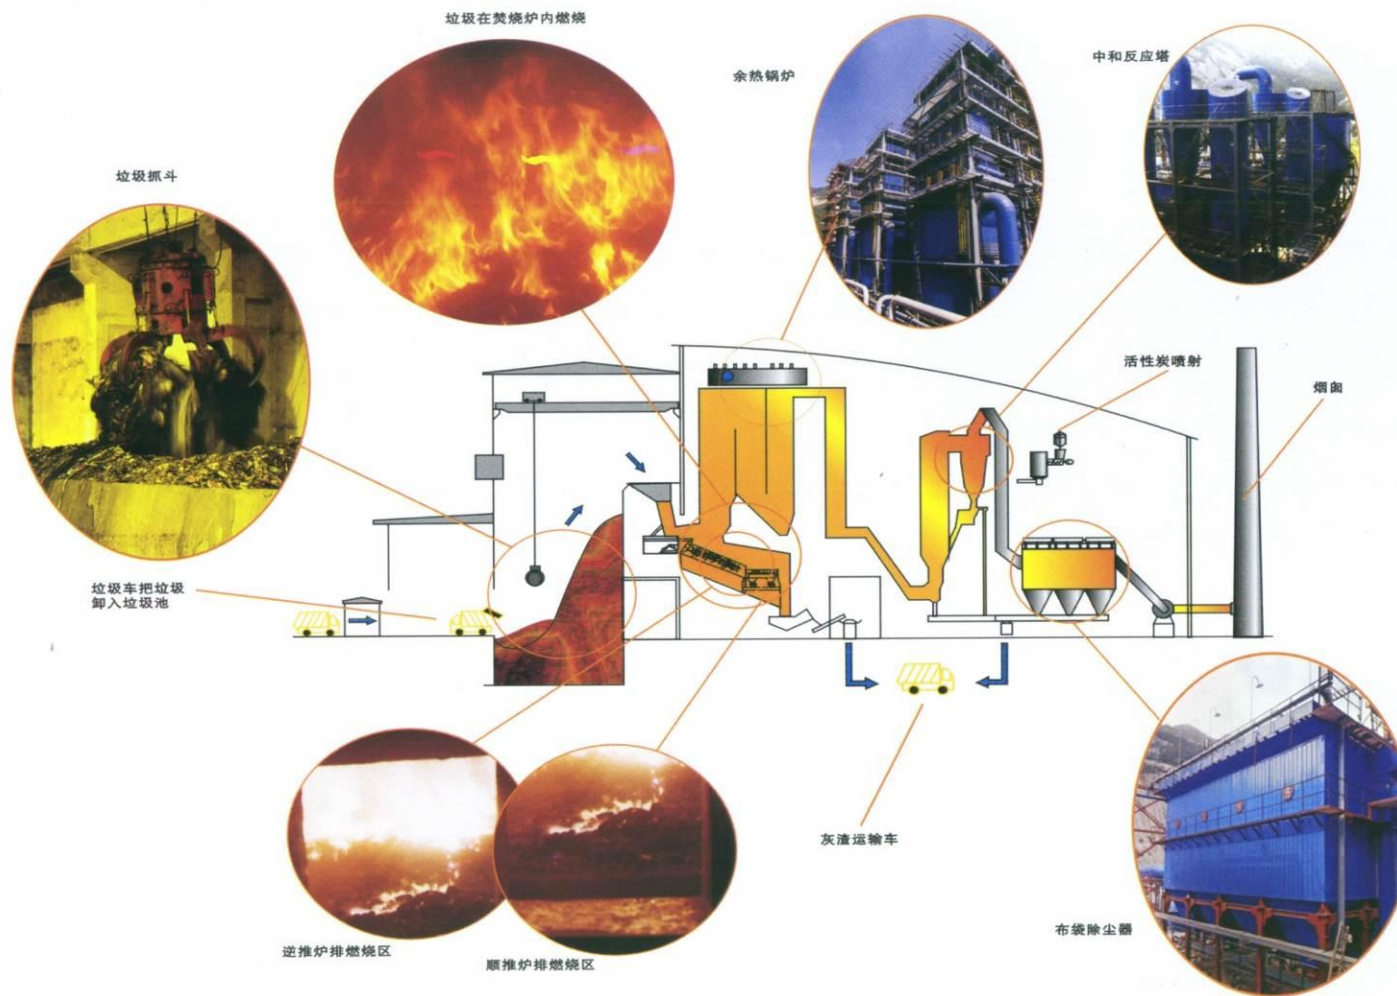 垃圾在焚烧炉内燃烧
余热锅炉
中和反应塔
垃圾抓斗
活性炭喷射
烟囱
垃圾车把垃圾
卸入垃圾池
灰渣运输车
布袋除尘器
逆推炉排燃烧区
顺推炉排燃烧区